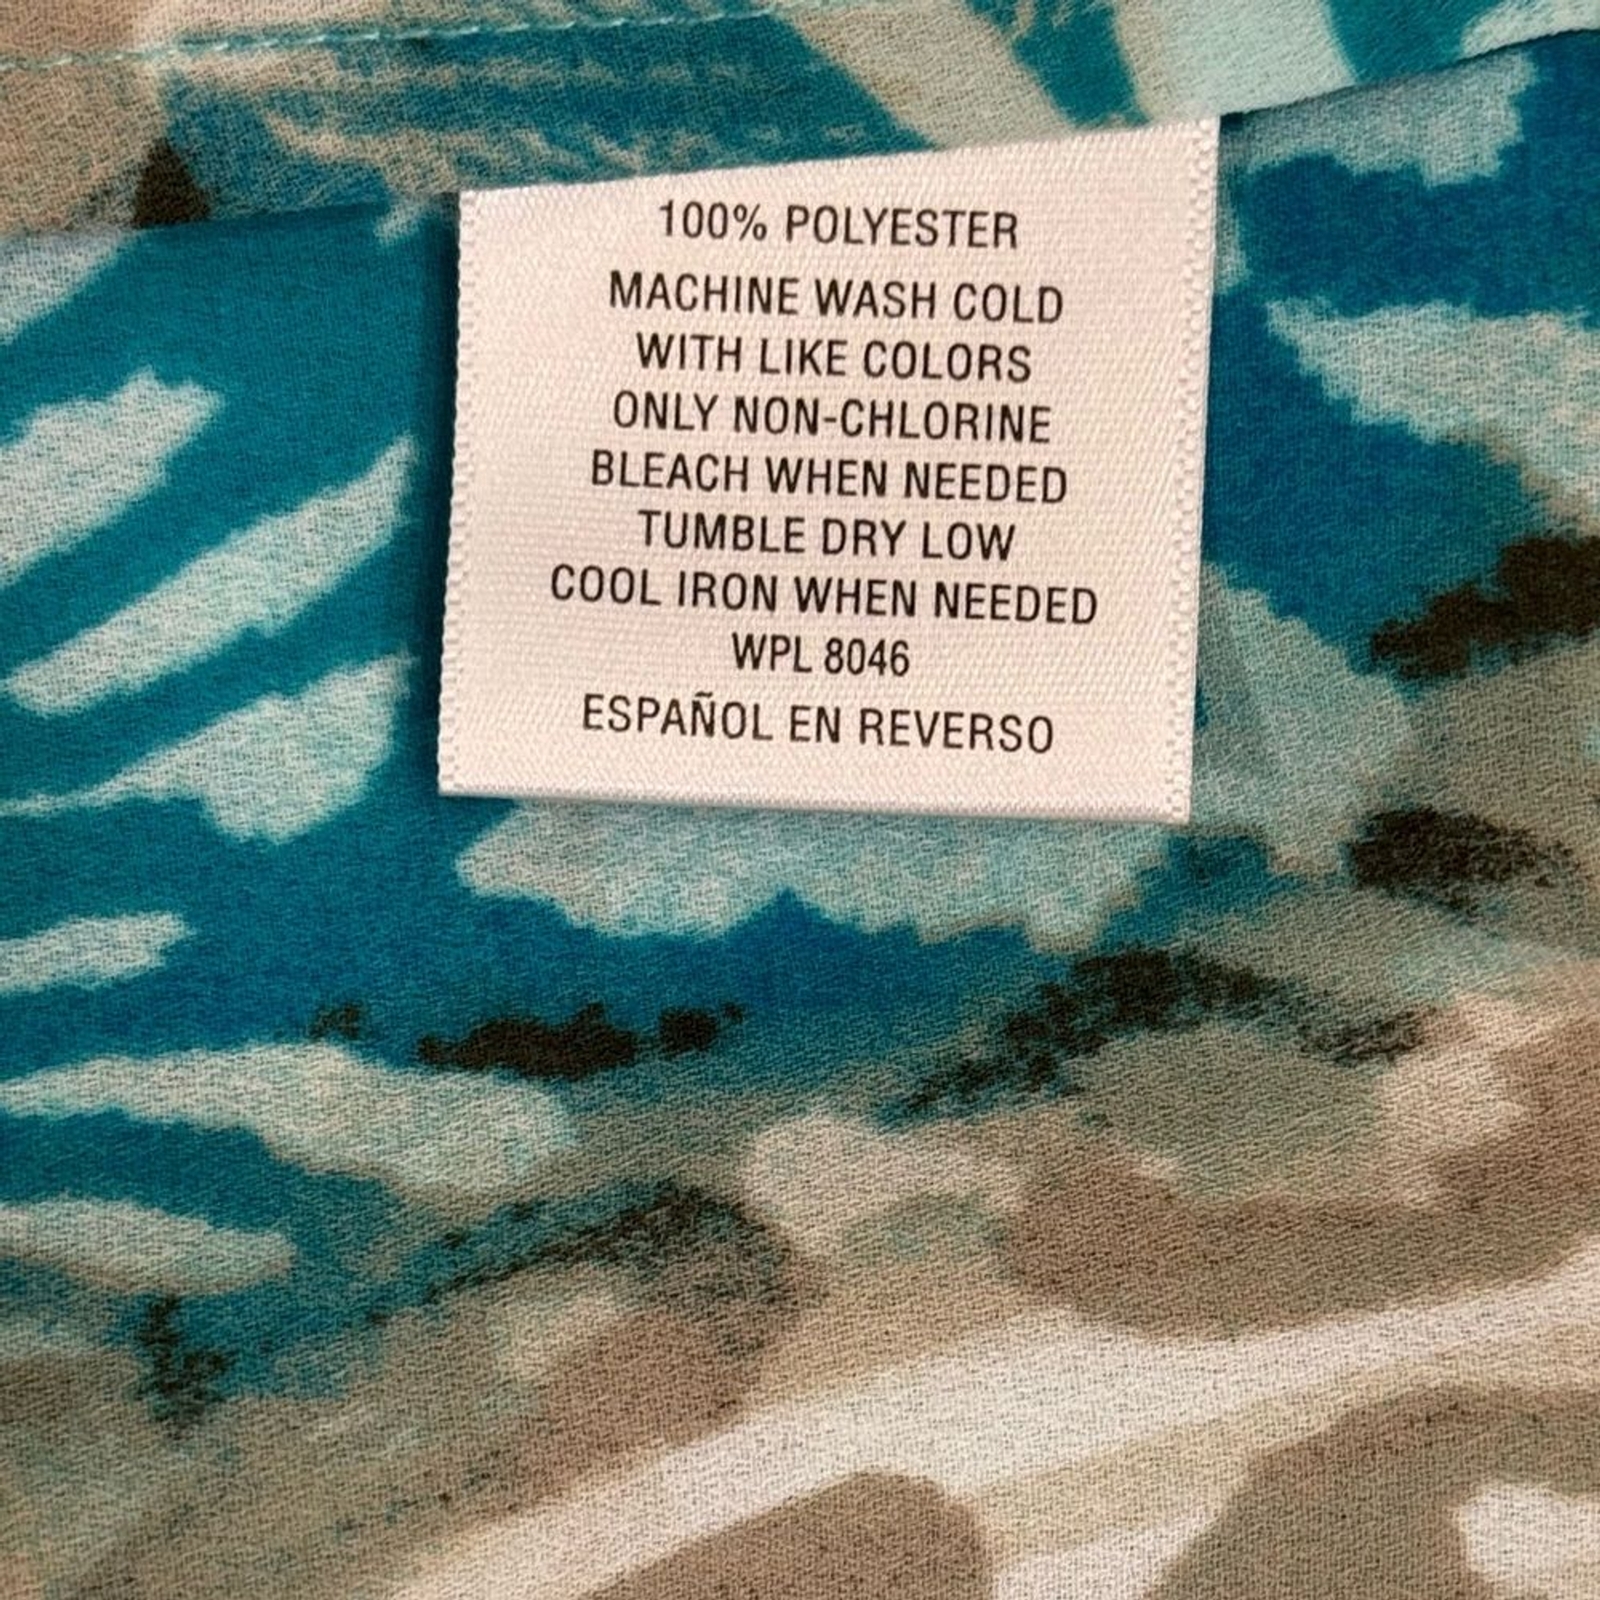 100% POLYESTER
MACHINE WASH COLD
WITH LIKE COLORS
ONLY NON-CHLORINE
BLEACH WHEN NEEDED
TUMBLE DRY LOW
COOL IRON WHEN NEEDED
WPL 8046
ESPAÑOL EN REVERSO